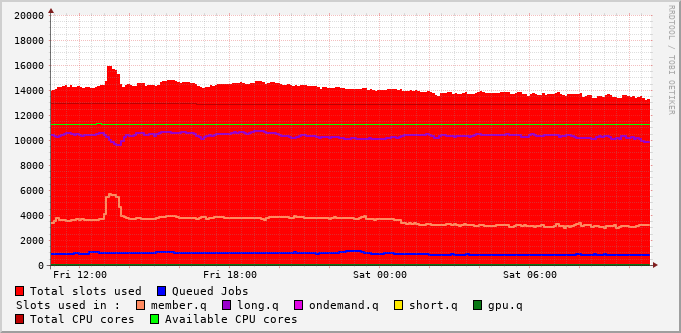 20000
18000
16000
14000
12000
10000
8000
6000
4000
2000
0
Fri 12:00 Fri 18:00 Sat 00:00 Sat 06:00
Total slots used Queued Jobs
Slots used in : member.q long.q ondemand.q short.q gpu.q
Total CPU cores Available CPU cores
RRDTOOL / TOBI OETIKER